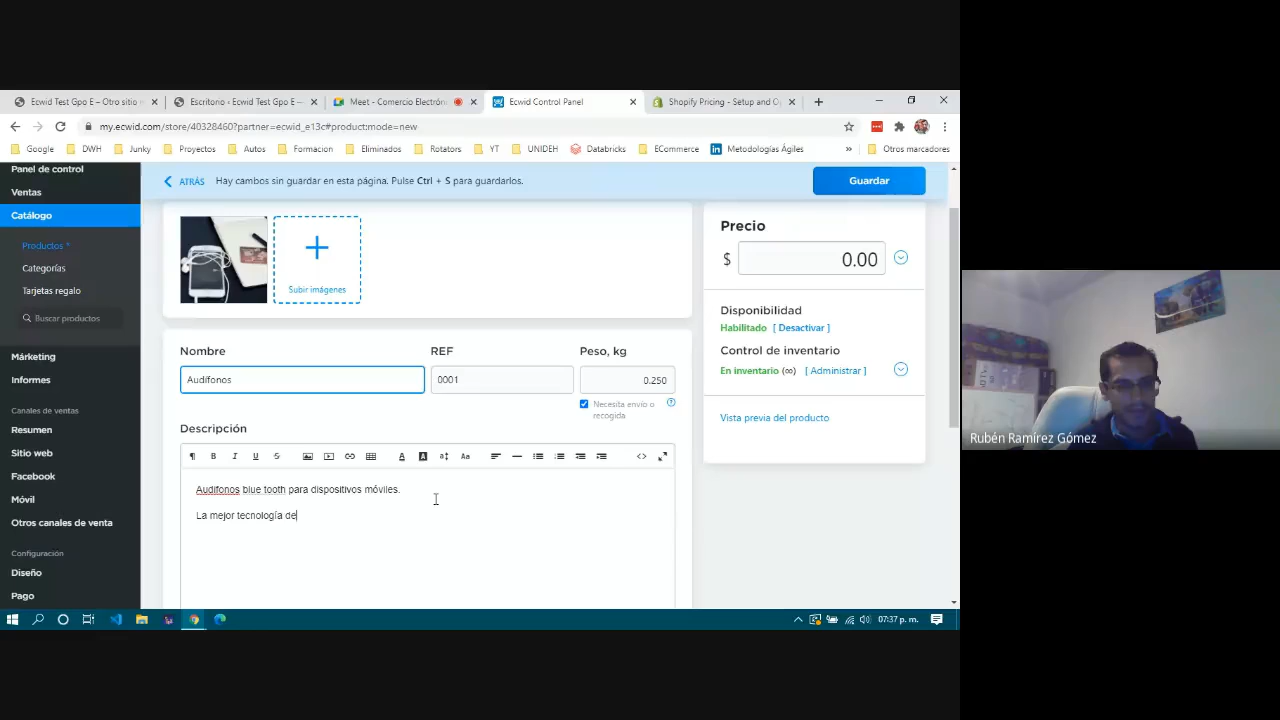 Ecwid Test Gpo E – Otro sitio
Escritorio ‹ Ecwid Test Gpo E —
Meet - Comercio Electrón
Ecwid Control Panel
Shopify Pricing - Setup and O
my.ecwid.com/store/40328460?partner=ecwid_e13c#product:mode=new
Google
DWH
Junky
Proyectos
Autos
Formacion
Eliminados
Rotators
YT
UNIDEH
Databricks
ECommerce
Metodologías Ágiles
»
Otros marcadores
Panel de control
Ventas
Catálogo
Productos *
Categorías
Tarjetas regalo
Buscar productos
Márketing
Informes
Canales de ventas
Resumen
Sitio web
Facebook
Móvil
Otros canales de venta
Configuración
Diseño
Pago
ATRÁS
Hay cambos sin guardar en esta página. Pulse Ctrl + S para guardarlos.
Guardar
Subir imágenes
Nombre
REF
Peso, kg
Audífonos
0001
0.250
Necesita envío o
recogida
Descripción
Audífonos blue tooth para dispositivos móviles.
La mejor tecnología de
Precio
$ 0.00
Disponibilidad
Habilitado [ Desactivar ]
Control de inventario
En inventario (∞) [ Administrar ]
Vista previa del producto
07:37 p. m.
Rubén Ramírez Gómez